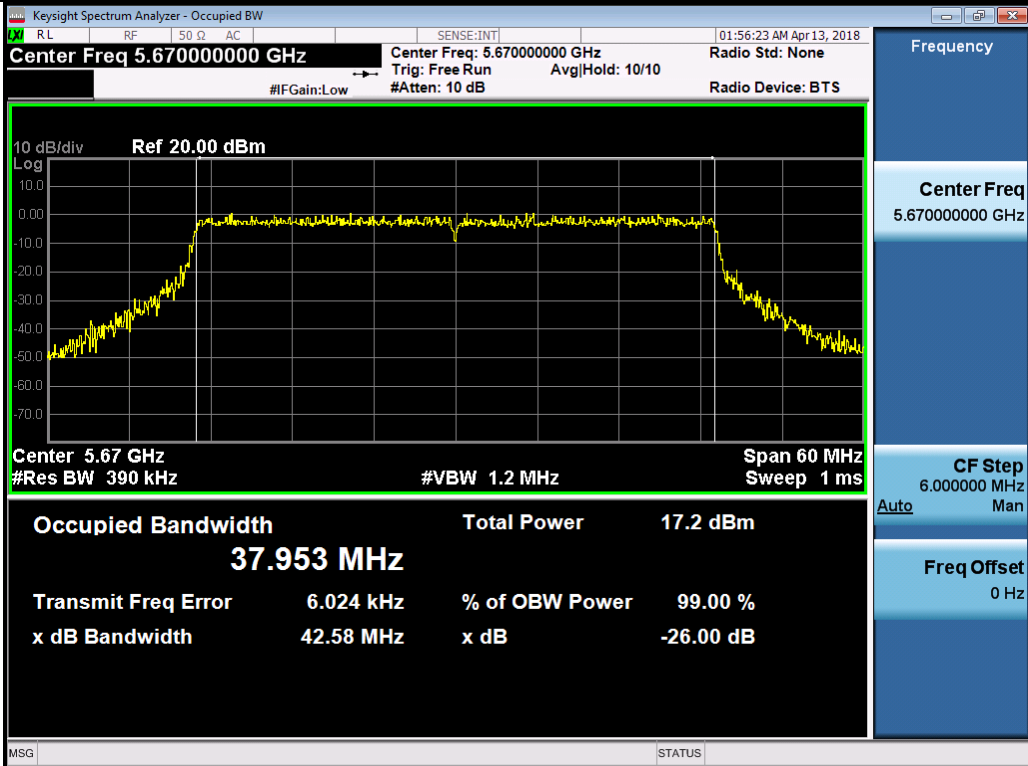 Keysight Spectrum Analyzer - Occupied BW
LXI RL RF 50 Ω AC SENSE:INT 01:56:23 AM Apr 13, 2018
Center Freq 5.670000000 GHz
Center Freq: 5.670000000 GHz Radio Std: None
Trig: Free Run Avg|Hold: 10/10
#IFGain:Low #Atten: 10 dB Radio Device: BTS
10 dB/div Ref 20.00 dBm
Log
10.0
0.00
-10.0
-20.0
-30.0
-40.0
-50.0
-60.0
-70.0
Center 5.67 GHz Span 60 MHz
#Res BW 390 kHz #VBW 1.2 MHz Sweep 1 ms
Occupied Bandwidth Total Power 17.2 dBm
37.953 MHz
Transmit Freq Error 6.024 kHz % of OBW Power 99.00 %
x dB Bandwidth 42.58 MHz x dB -26.00 dB
Frequency
Center Freq
5.670000000 GHz
CF Step
6.000000 MHz
Auto Man
Freq Offset
0 Hz
MSG STATUS